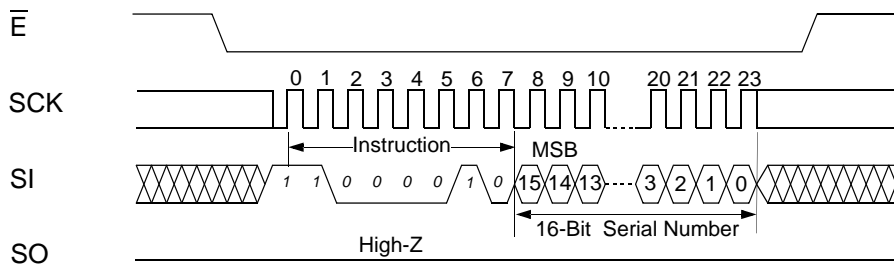 E
0 1 2 3 4 5 6 7 8 9 10 20 21 22 23
SCK
Instruction MSB
SI 1 1 0 0 0 0 1 0 15 14 13 3 2 1 0
16-Bit Serial Number
High-Z
SO